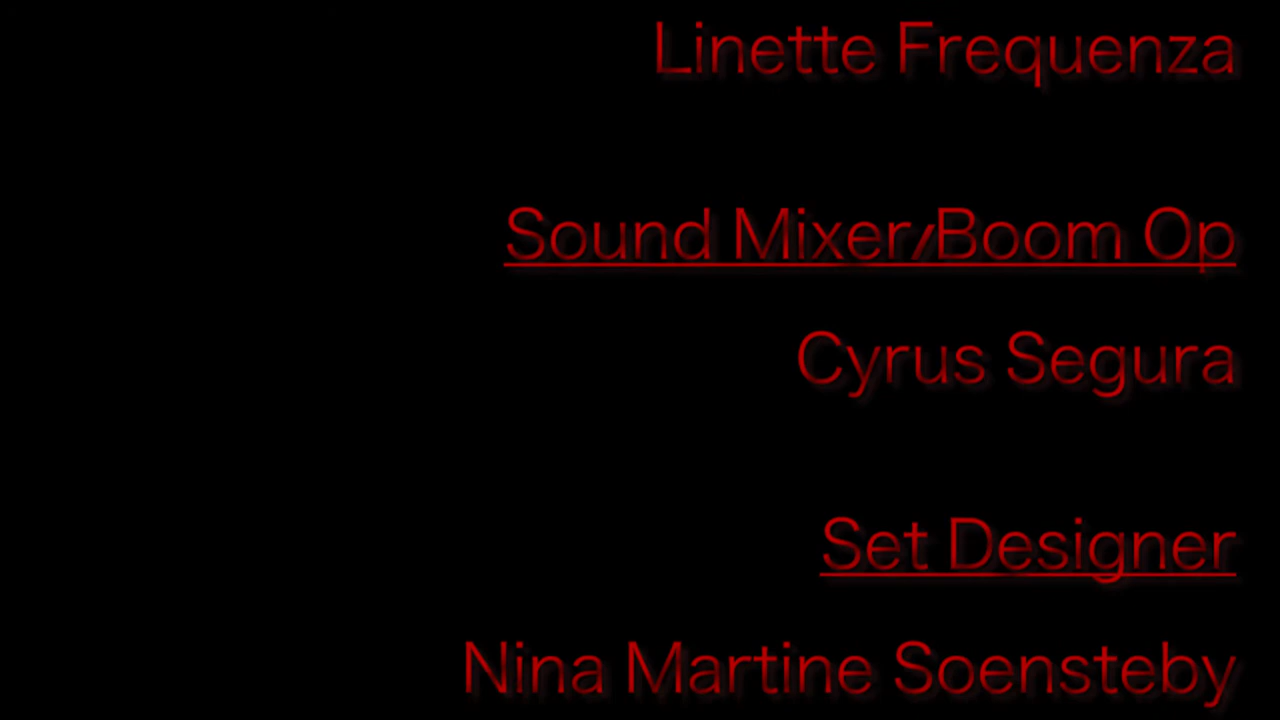 Linette Frequenza
Sound Mixer/Boom Op
Cyrus Segura
Set Designer
Nina Martine Soensteby